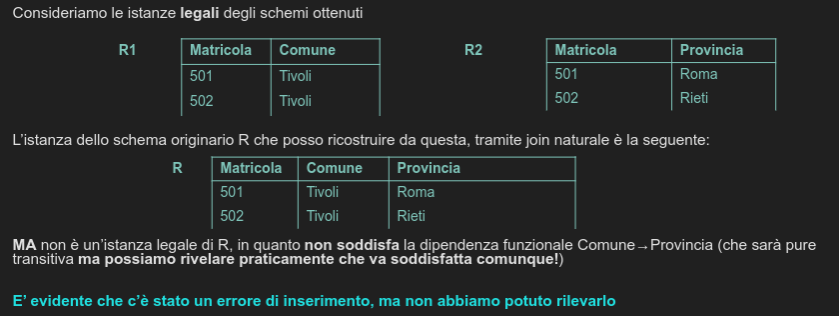 Consideriamo le istanze legali degli schemi ottenuti
R1 Matricola Comune R2 Matricola Provincia
501 Tivoli 501 Roma
502 Tivoli 502 Rieti
L'istanza dello schema originario R che posso ricostruire da questa, tramite join naturale è la seguente:
R Matricola Comune Provincia
501 Tivoli Roma
502 Tivoli Rieti
MA non è un'istanza legale di R, in quanto non soddisfa la dipendenza funzionale Comune→Provincia (che sarà pure
transitiva ma possiamo rivelare praticamente che va soddisfatta comunque!)
E' evidente che c'è stato un errore di inserimento, ma non abbiamo potuto rilevarlo